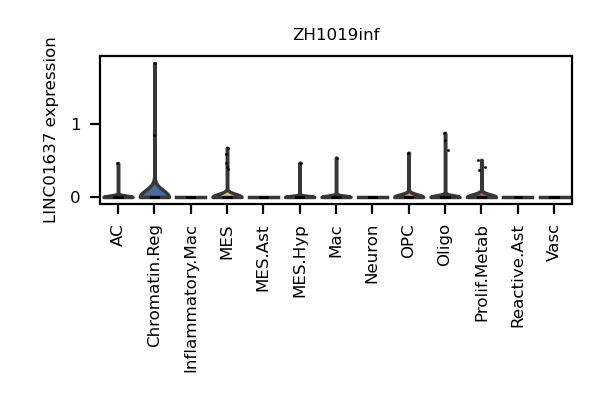 ZH1019inf
LINC01637 expression
1
0
AC
Chromatin.Reg
Inflammatory.Mac
MES
MES.Ast
MES.Hyp
Mac
Neuron
OPC
Oligo
Prolif.Metab
Reactive.Ast
Vasc